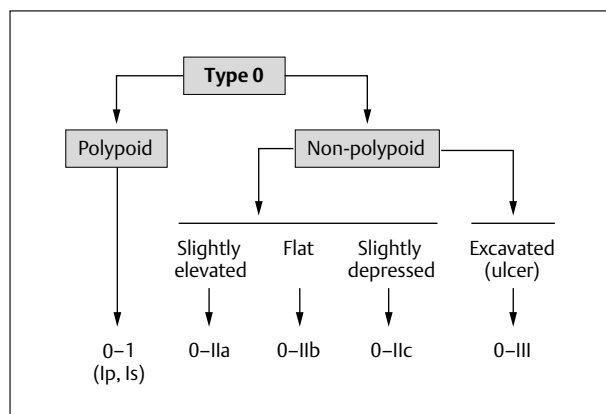 Type 0
Polypoid
Non-polypoid
Slightly
elevated
Flat
Slightly
depressed
Excavated
(ulcer)
0–1
(Ip, Is)
0–IIa
0–IIb
0–IIc
0–III